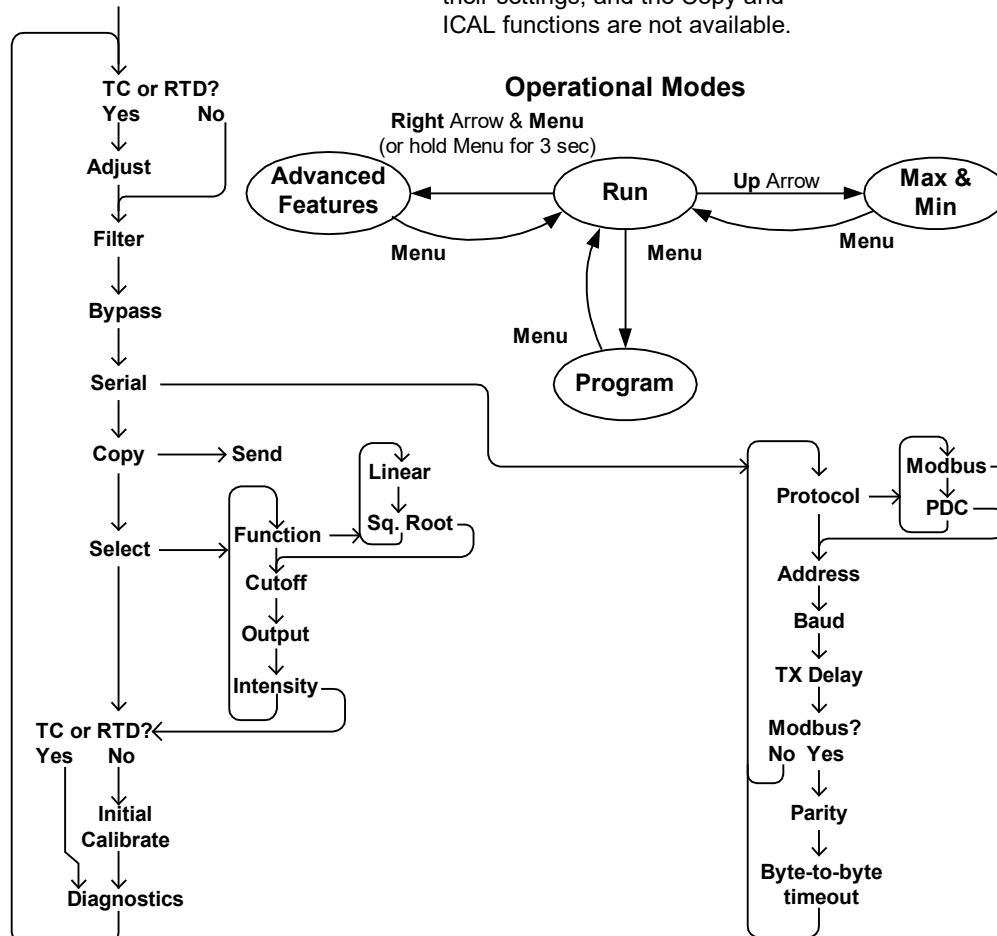 their settings, and the Copy and
ICAL functions are not available.
Operational Modes
Right Arrow & Menu
(or hold Menu for 3 sec)
Advanced
Features
Run
Up Arrow
Max &
Min
Menu
Menu
Menu
Menu
Program
TC or RTD?
Yes No
Adjust
Filter
Bypass
Serial
Copy
Send
Select
Function
Linear
Sq. Root
Cutoff
Output
Intensity
TC or RTD?
Yes No
Initial
Calibrate
Diagnostics
Protocol
Modbus
PDC
Address
Baud
TX Delay
Modbus?
No Yes
Parity
Byte-to-byte
timeout